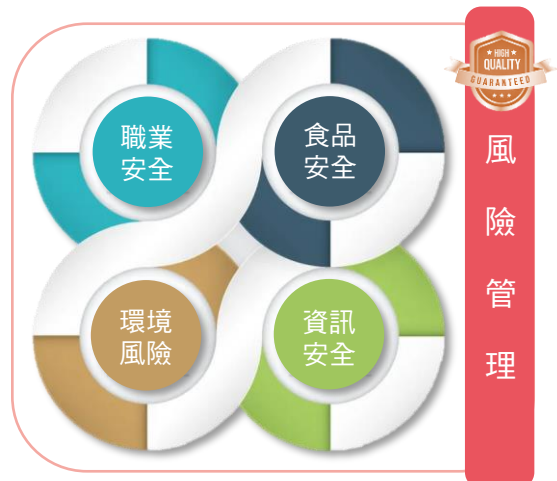 職業
安全
食品
安全
環境
風險
資訊
安全
HIGH
QUALITY
GUARANTEED
風
險
管
理